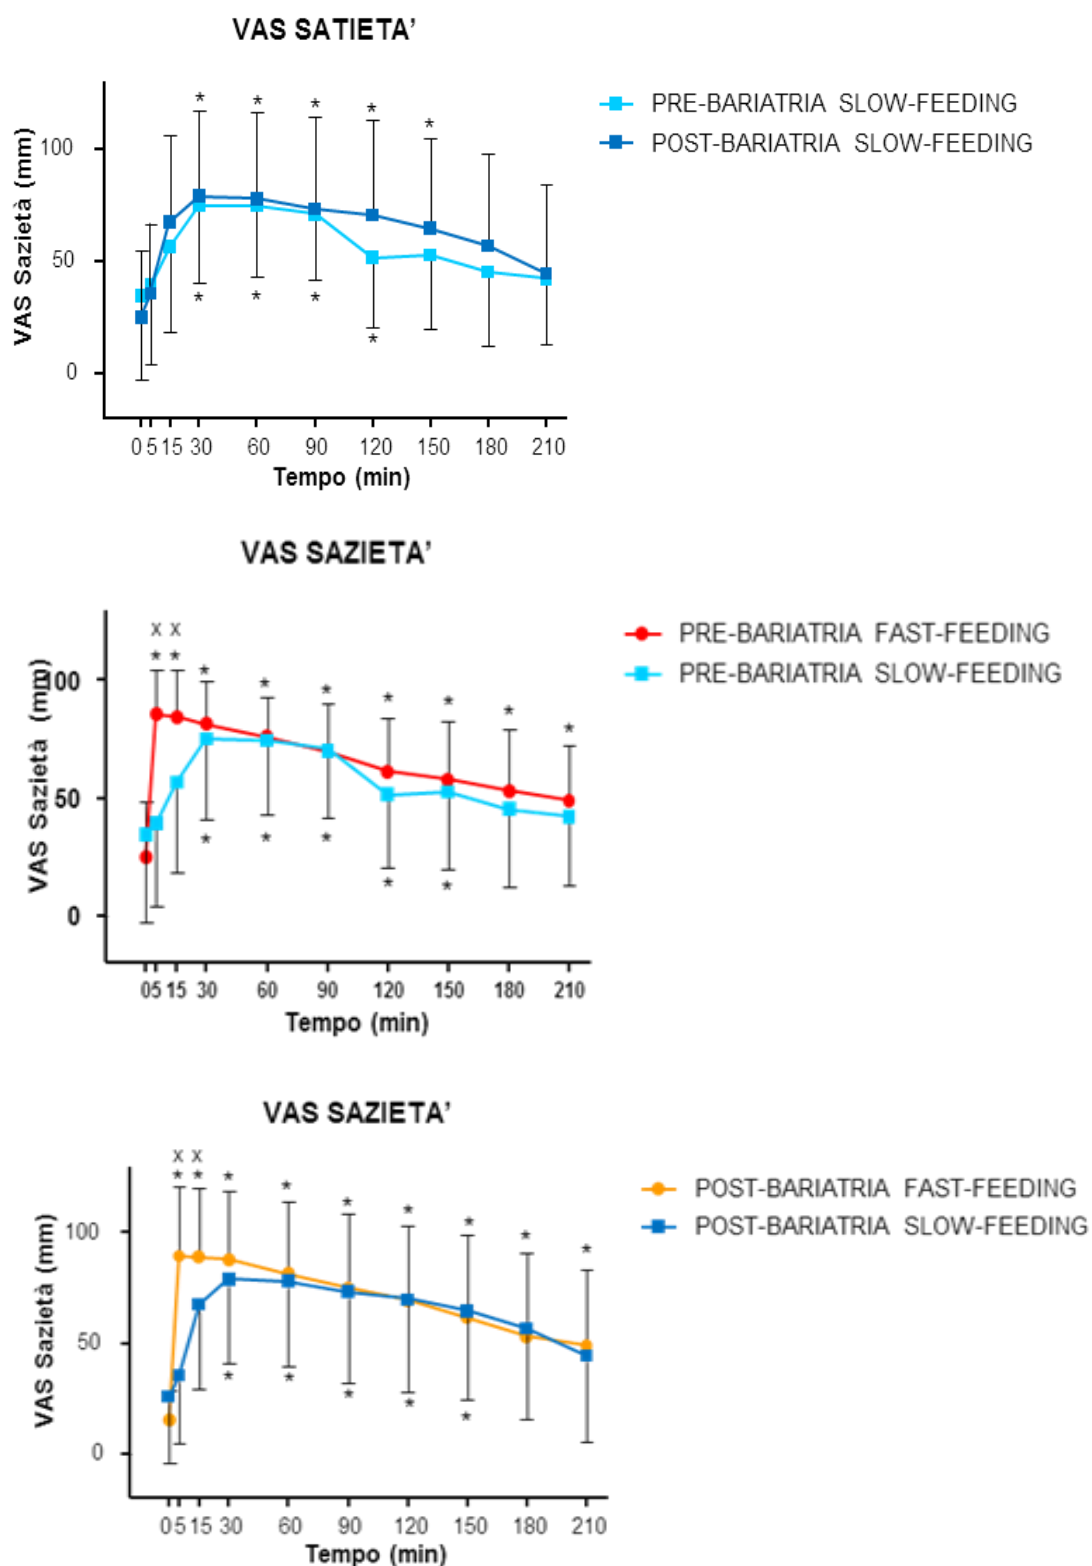 VAS SATIETA’
* * * * *
PRE-BARIATRIA SLOW-FEEDING
POST-BARIATRIA SLOW-FEEDING
VAS Sazietà (mm)
100
50
0
* * * *
0 5 15 30 60 90 120 150 180 210
Tempo (min)
VAS SAZIETA’
X X
* * * * * * * * *
PRE-BARIATRIA FAST-FEEDING
PRE-BARIATRIA SLOW-FEEDING
VAS Sazietà (mm)
100
50
0
* * * * *
0 5 15 30 60 90 120 150 180 210
Tempo (min)
VAS SAZIETA’
X X
* * * * * * * * *
POST-BARIATRIA FAST-FEEDING
POST-BARIATRIA SLOW-FEEDING
VAS Sazietà (mm)
100
50
0
* * * * *
0 5 15 30 60 90 120 150 180 210
Tempo (min)